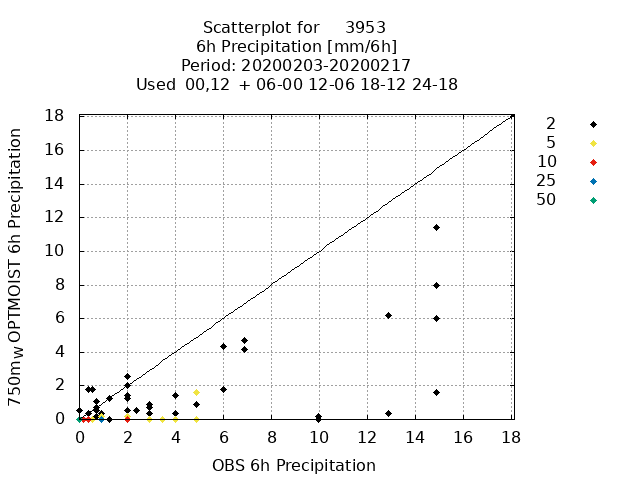 Scatterplot for 3953
6h Precipitation [mm/6h]
Period: 20200203-20200217
Used 00,12 + 06-00 12-06 18-12 24-18
18
16
14
12
10
8
6
4
2
0
750mw OPTMOIST 6h Precipitation
0 2 4 6 8 10 12 14 16 18
OBS 6h Precipitation
2
5
10
25
50